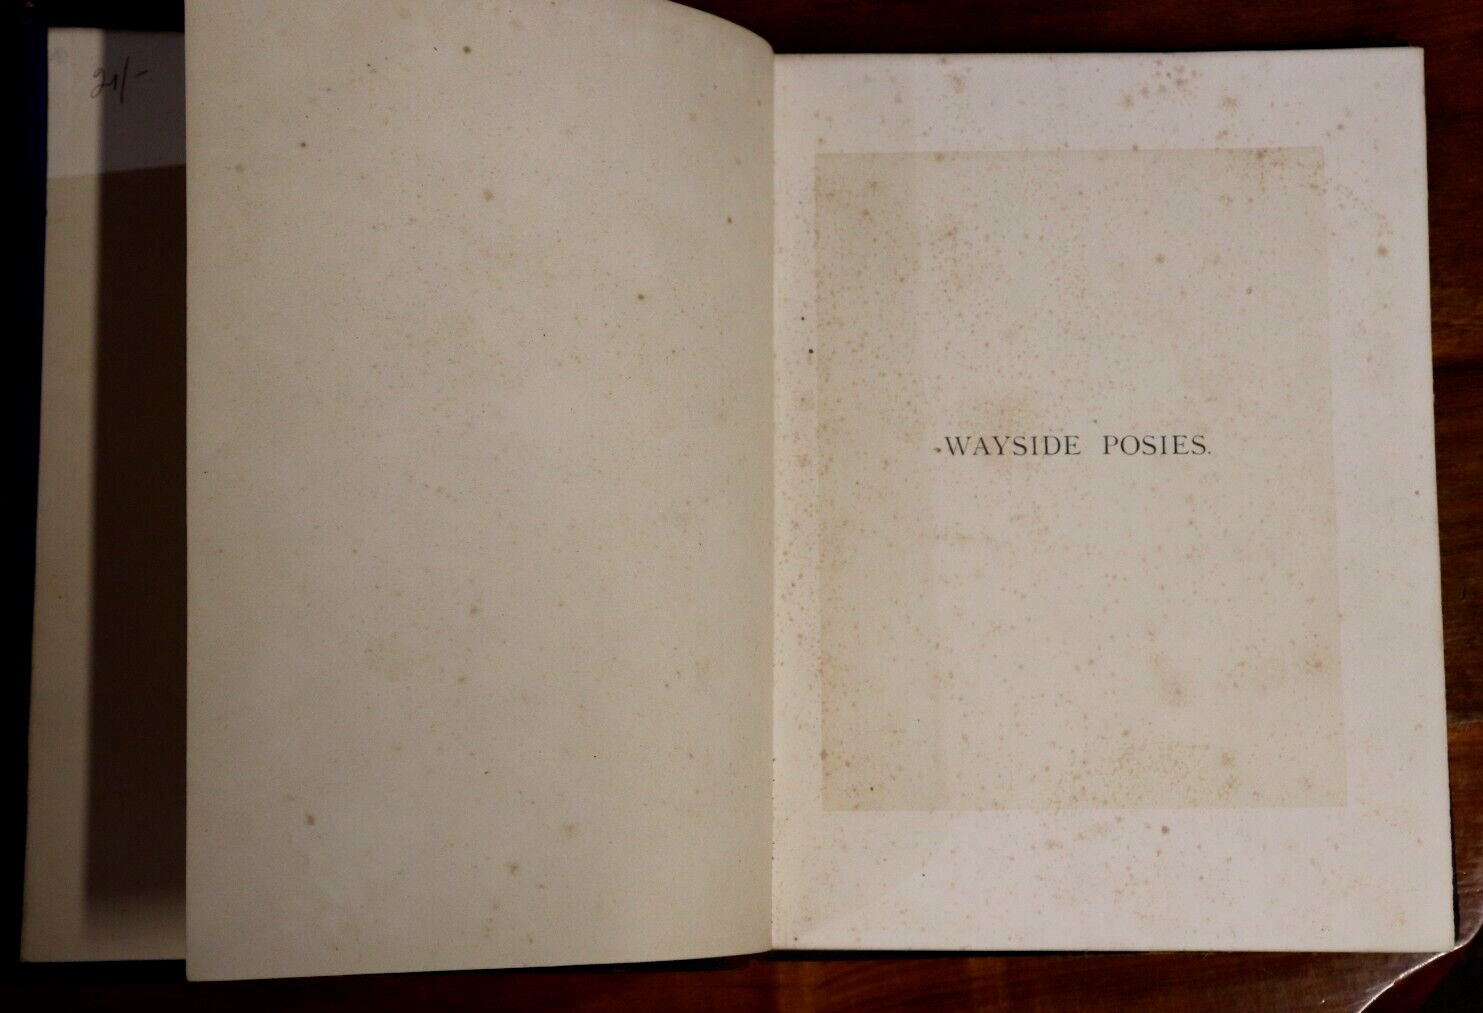 21/-
WAYSIDE POSIES.